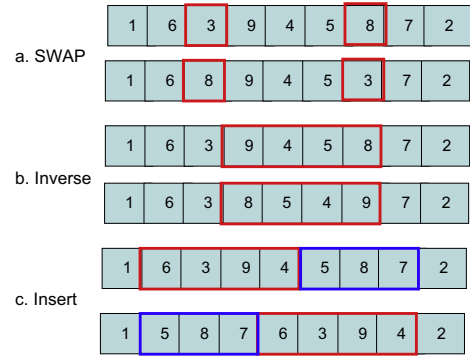 1 6 3 9 4 5 8 7 2
a. SWAP
1 6 8 9 4 5 3 7 2
1 6 3 9 4 5 8 7 2
b. Inverse
1 6 3 8 5 4 9 7 2
1 6 3 9 4 5 8 7 2
c. Insert
1 5 8 7 6 3 9 4 2